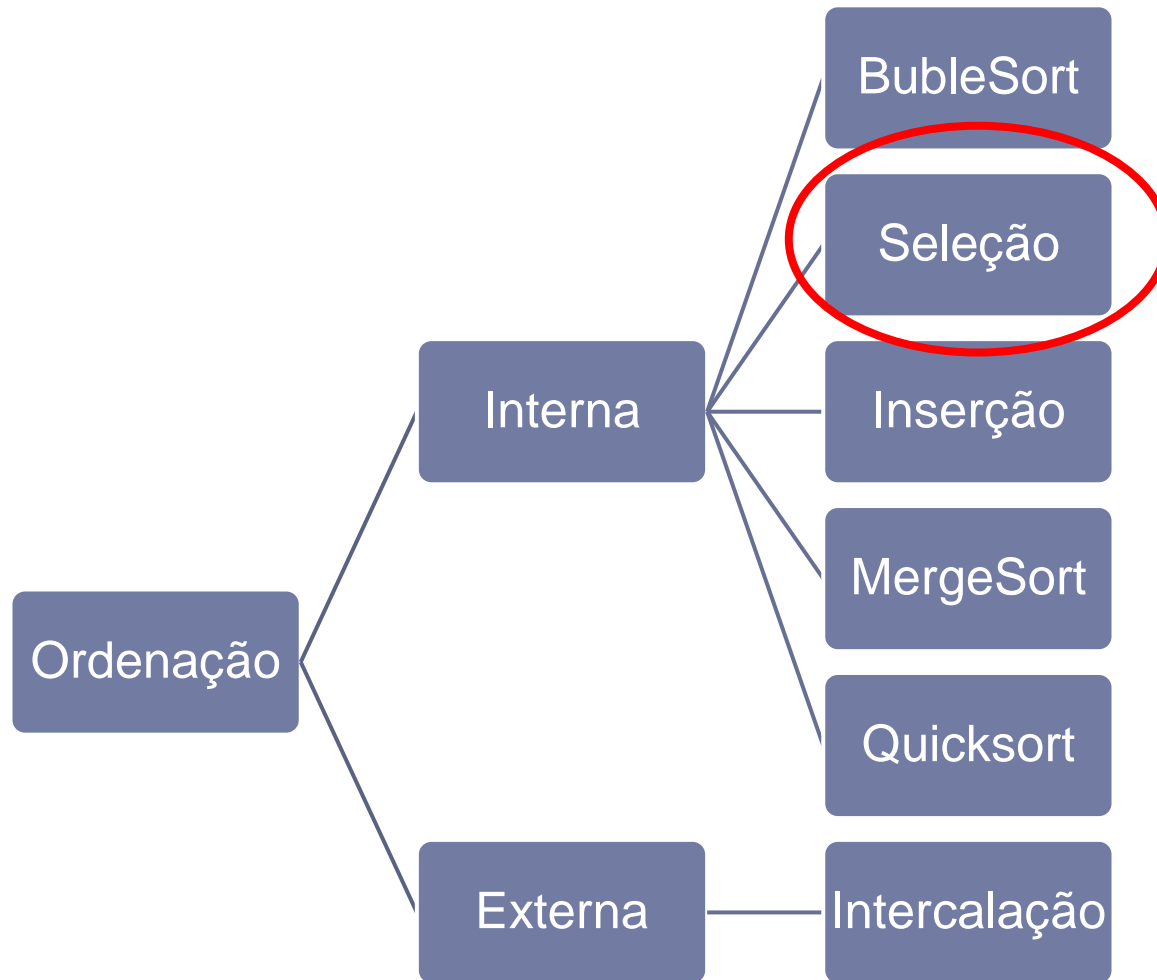 BubleSort
Seleção
Interna
Inserção
MergeSort
Ordenação
Quicksort
Externa
Intercalação